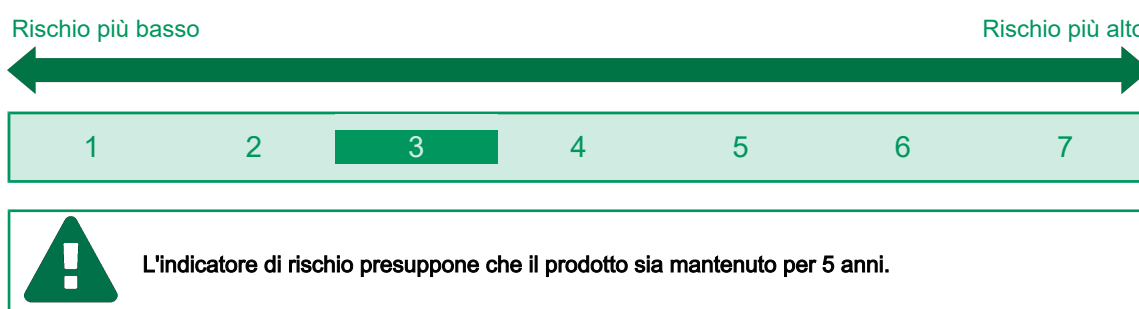 Rischio più basso Rischio più alto
1 2 3 4 5 6 7
L'indicatore di rischio presuppone che il prodotto sia mantenuto per 5 anni.